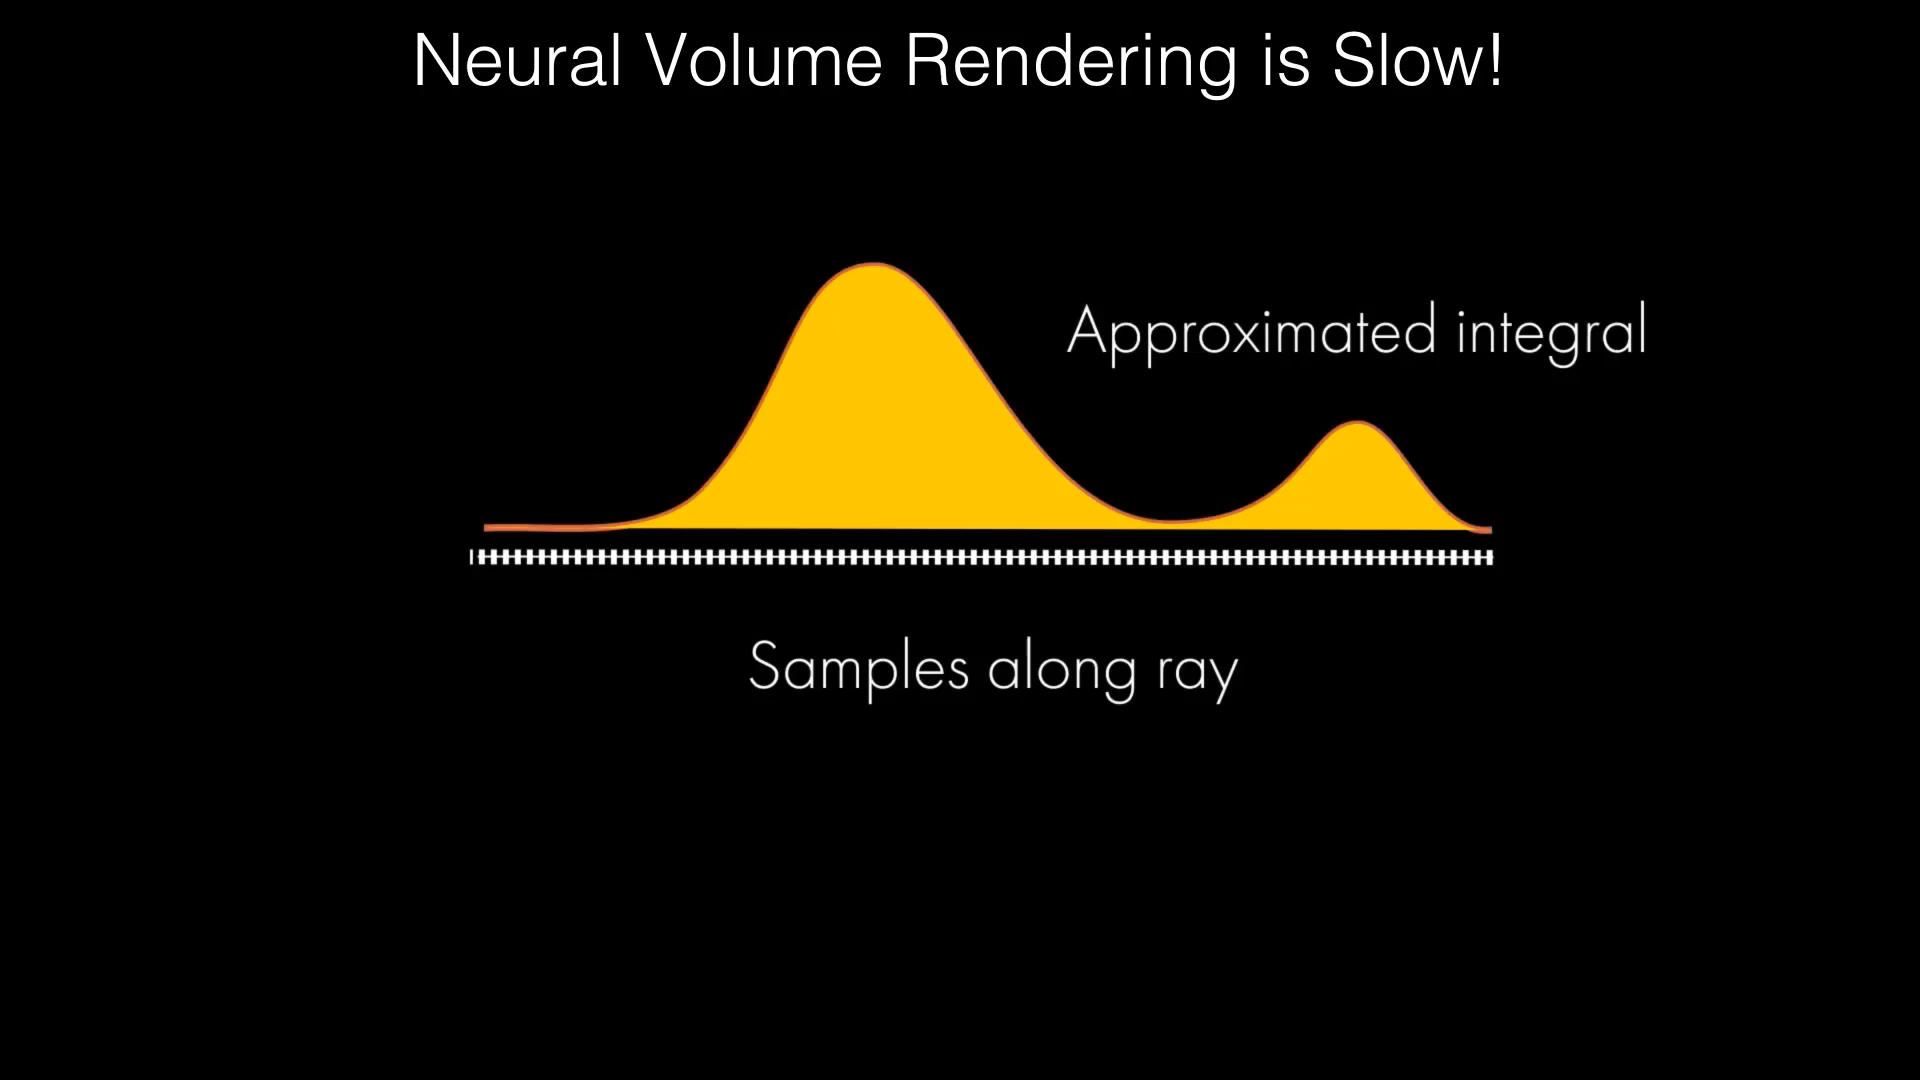 Neural Volume Rendering is Slow!
Approximated integral
Samples along ray